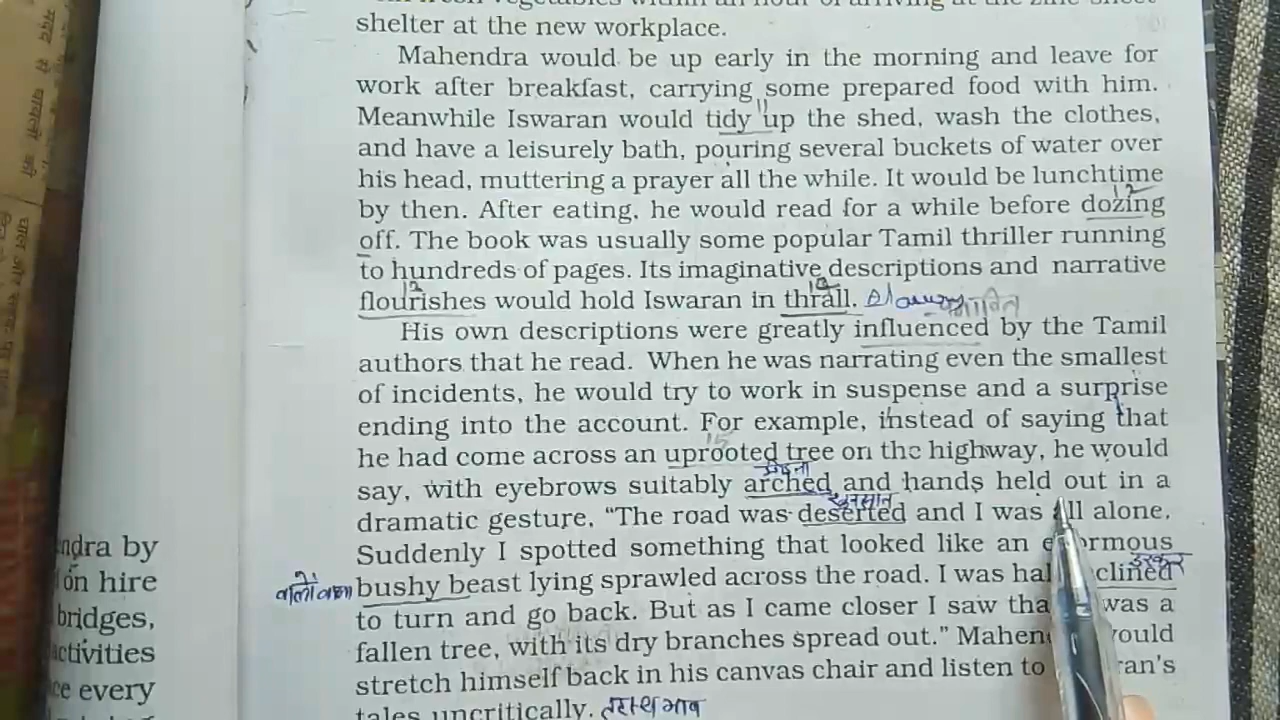 shelter at the new workplace.
Mahendra would be up early in the morning and leave for
work after breakfast, carrying some prepared food with him.
Meanwhile Iswaran would tidy up the shed, wash the clothes,
and have a leisurely bath, pouring several buckets of water over
his head, muttering a prayer all the while. It would be lunchtime
by then. After eating, he would read for a while before dozing
off. The book was usually some popular Tamil thriller running
to hundreds of pages. Its imaginative descriptions and narrative
flourishes would hold Iswaran in thrall.
His own descriptions were greatly influenced by the Tamil
authors that he read. When he was narrating even the smallest
of incidents, he would try to work in suspense and a surprise
ending into the account. For example, instead of saying that
he had come across an uprooted tree on the highway, he would
say, with eyebrows suitably arched and hands held out in a
सुनसान
dramatic gesture, “The road was deserted and I was all alone.
Suddenly I spotted something that looked like an enormous
bushy beast lying sprawled across the road. I was
to turn and go back. But as I came closer I saw was a
fallen tree, with its dry branches spread out.”
stretch himself back in his canvas chair and listen to
tales uncritically.
ndra by
on hire
bridges,
activities
ce every